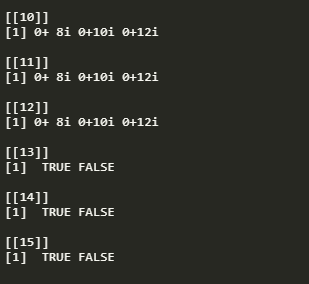 [[10]]
[1] 0+ 8i 0+10i 0+12i
[[11]]
[1] 0+ 8i 0+10i 0+12i
[[12]]
[1] 0+ 8i 0+10i 0+12i
[[13]]
[1]  TRUE FALSE
[[14]]
[1]  TRUE FALSE
[[15]]
[1]  TRUE FALSE